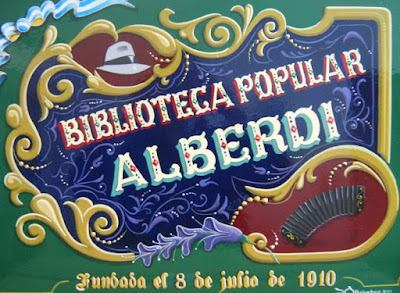 BIBLIOTECA POPULAR
ALBERDI
Fundada el 8 de julio de 1910